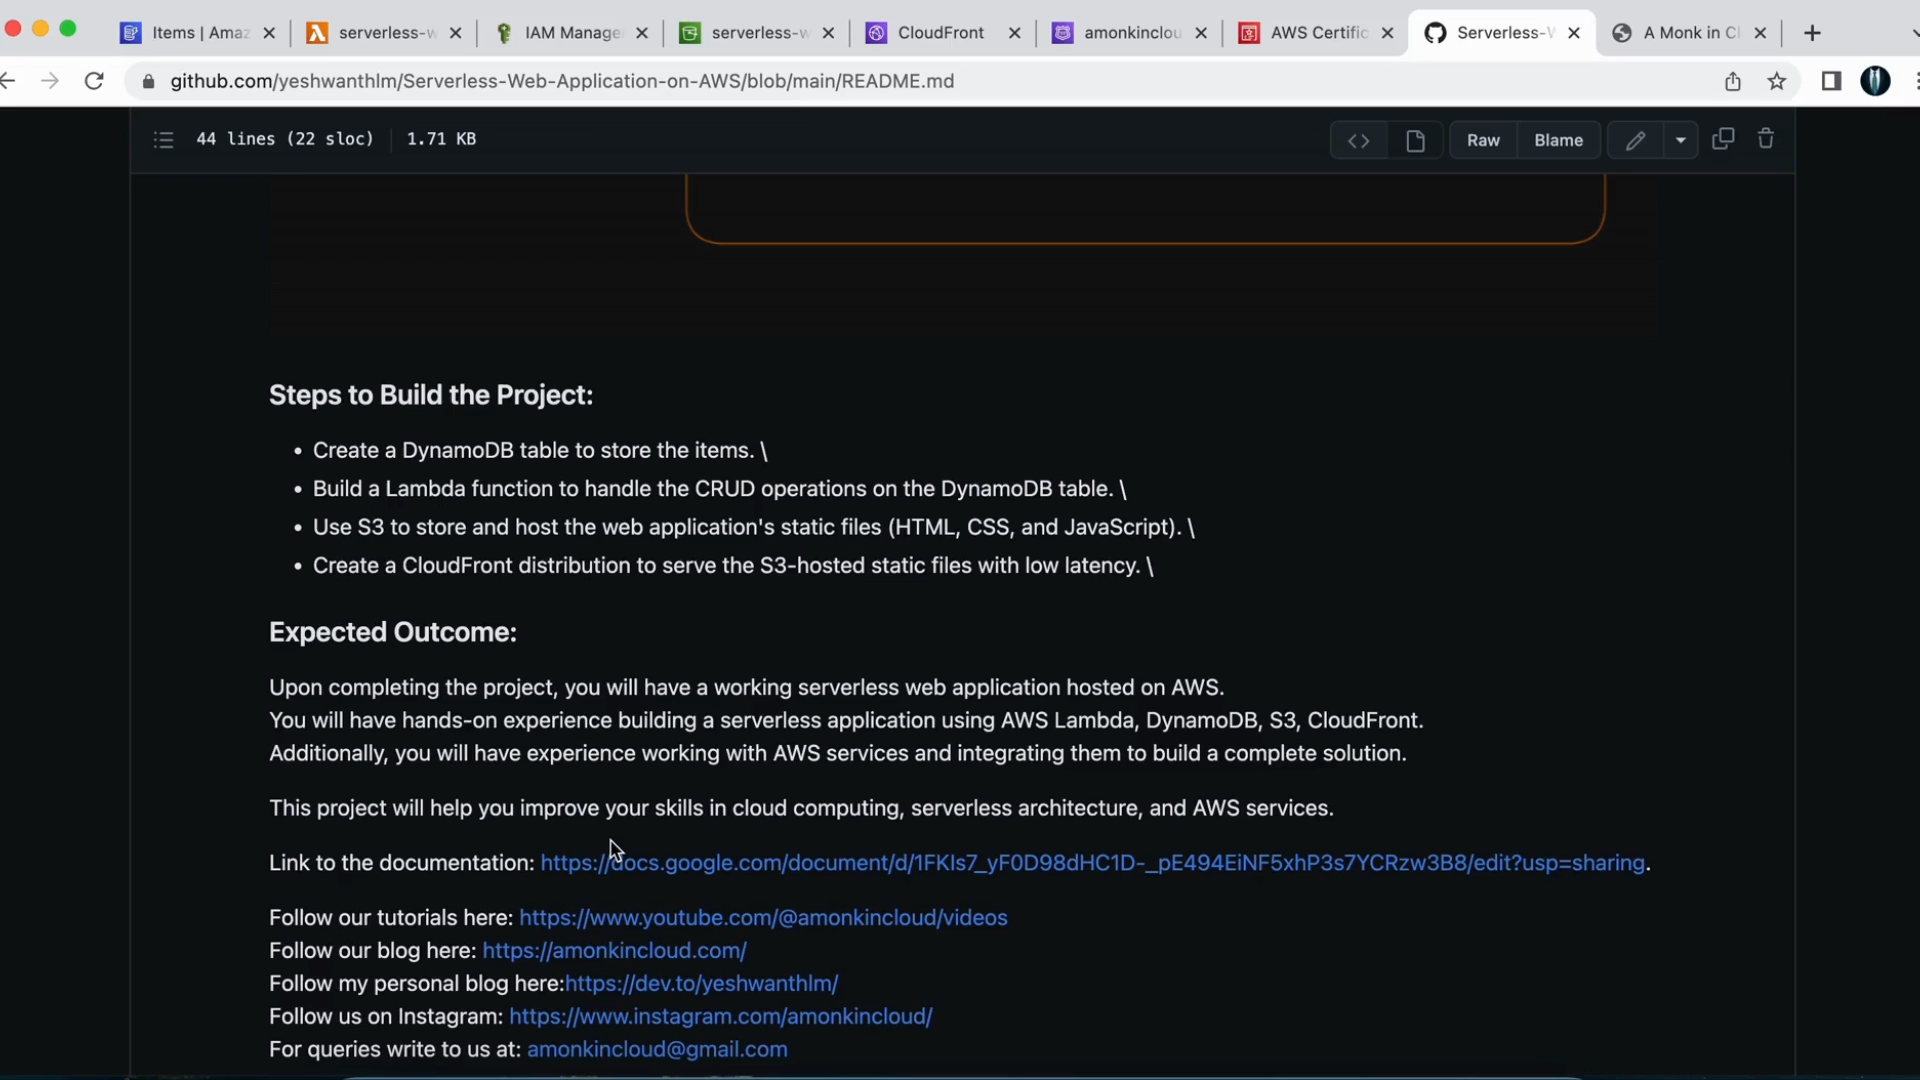 Items | Amaz
serverless-w
IAM Manage
serverless-w
CloudFront
amonkinclou
AWS Certific
Serverless-W
A Monk in Cl
github.com/yeshwanthlm/Serverless-Web-Application-on-AWS/blob/main/README.md
44 lines (22 sloc)
1.71 KB
Raw
Blame
Steps to Build the Project:
• Create a DynamoDB table to store the items. \
• Build a Lambda function to handle the CRUD operations on the DynamoDB table. \
• Use S3 to store and host the web application's static files (HTML, CSS, and JavaScript). \
• Create a CloudFront distribution to serve the S3-hosted static files with low latency. \
Expected Outcome:
Upon completing the project, you will have a working serverless web application hosted on AWS.
You will have hands-on experience building a serverless application using AWS Lambda, DynamoDB, S3, CloudFront.
Additionally, you will have experience working with AWS services and integrating them to build a complete solution.
This project will help you improve your skills in cloud computing, serverless architecture, and AWS services.
Link to the documentation: https://docs.google.com/document/d/1FKIs7_yF0D98dHC1D-_pE494EiNF5xhP3s7YCRzw3B8/edit?usp=sharing.
Follow our tutorials here: https://www.youtube.com/@amonkincloud/videos
Follow our blog here: https://amonkincloud.com/
Follow my personal blog here:https://dev.to/yeshwanthlm/
Follow us on Instagram: https://www.instagram.com/amonkincloud/
For queries write to us at: amonkincloud@gmail.com